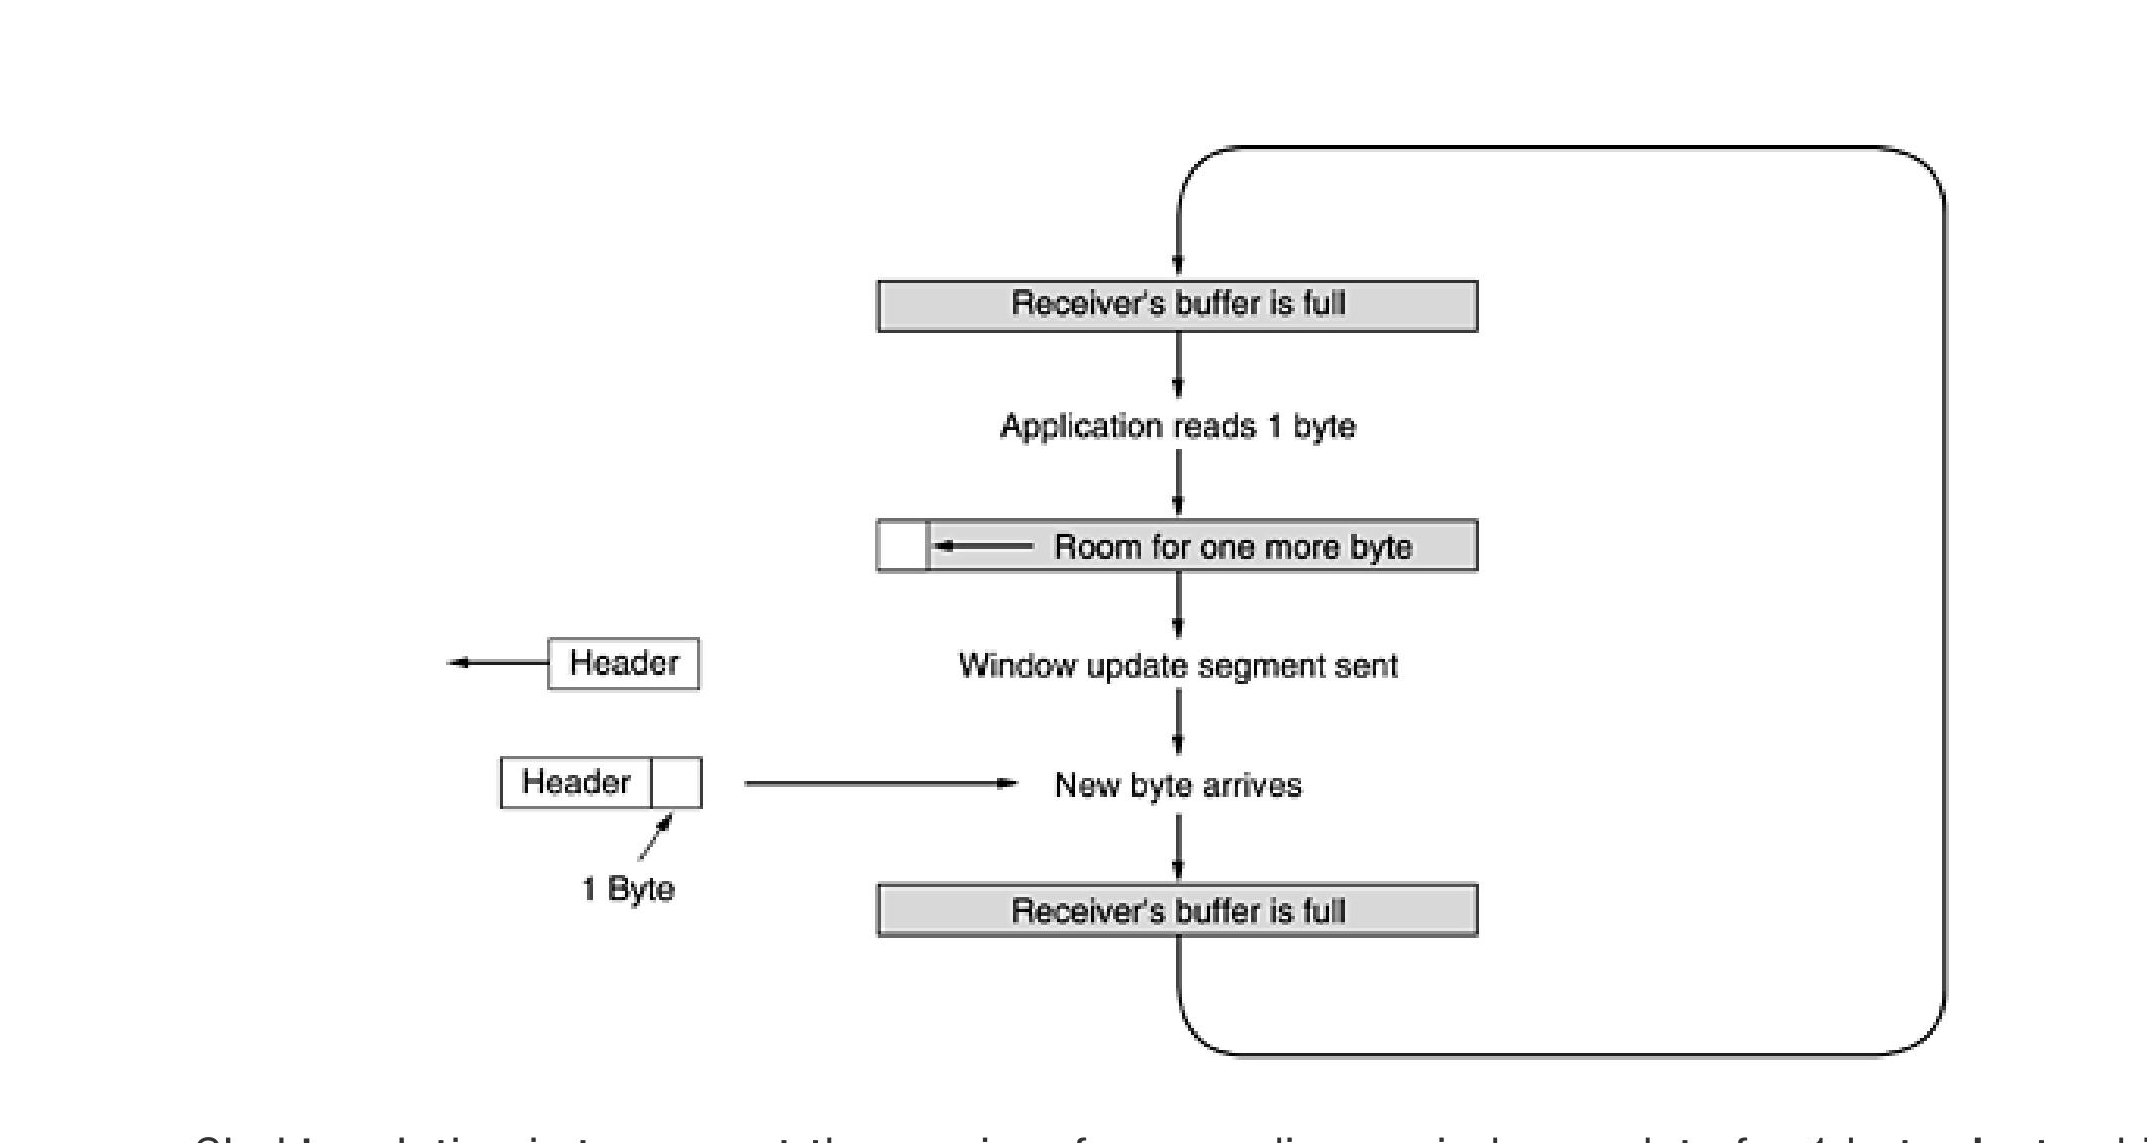 Receiver's buffer is full
Application reads 1 byte
Room for one more byte
Header
Window update segment sent
Header
New byte arrives
1 Byte
Receiver's buffer is full